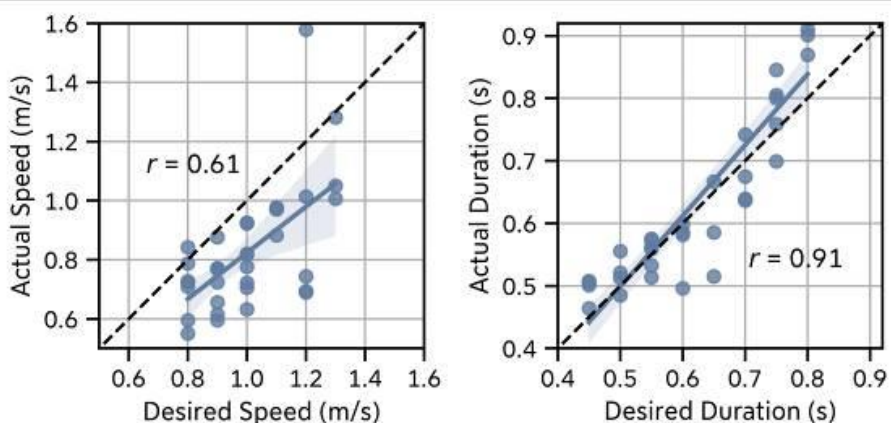 Actual Speed (m/s)
1.6
1.4
1.2
1.0
0.8
0.6
r = 0.61
0.6 0.8 1.0 1.2 1.4 1.6
Desired Speed (m/s)
Actual Duration (s)
0.9
0.8
0.7
0.6
0.5
0.4
r = 0.91
0.4 0.5 0.6 0.7 0.8 0.9
Desired Duration (s)